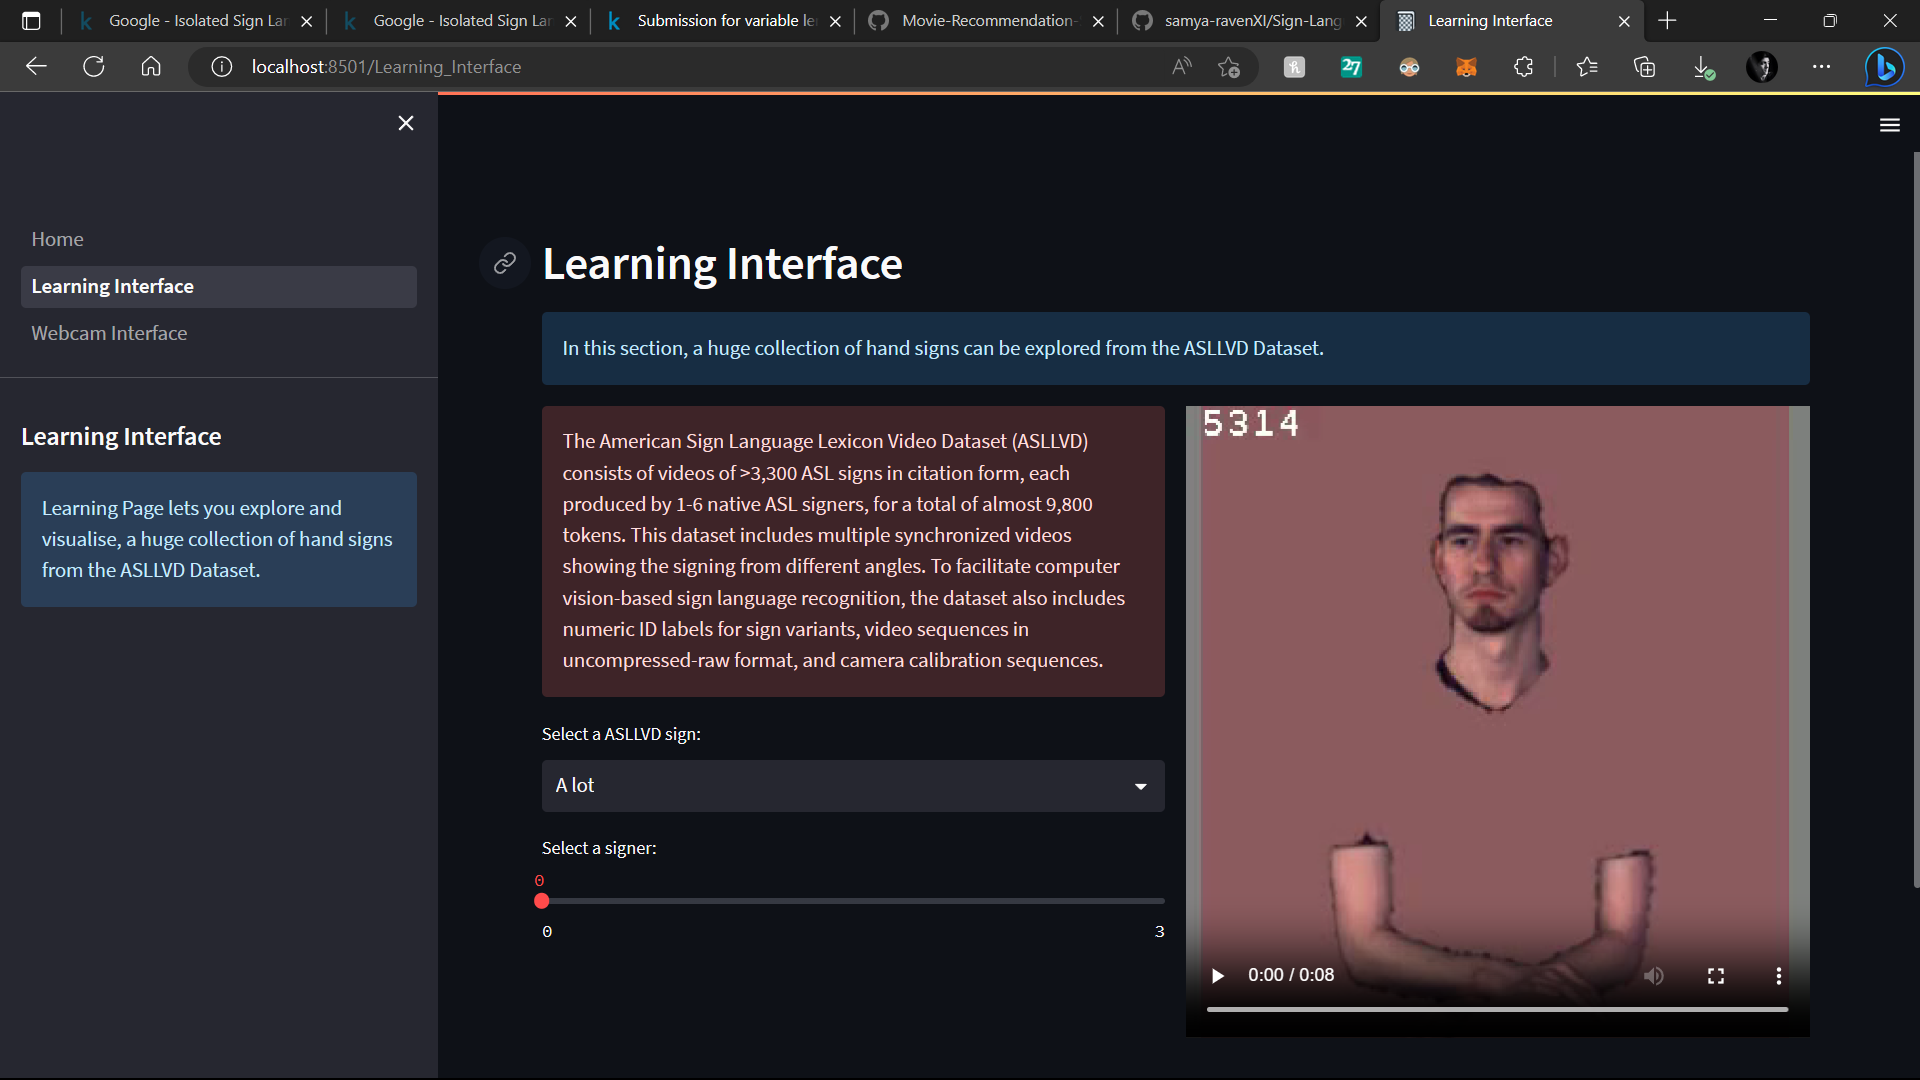 Google - Isolated Sign Lan
Google - Isolated Sign Lan
Submission for variable le
Movie-Recommendation-
samya-ravenXI/Sign-Lang
Learning Interface
localhost:8501/Learning_Interface
27
Home
Learning Interface
Webcam Interface
Learning Interface
Learning Page lets you explore and
visualise, a huge collection of hand signs
from the ASLLVD Dataset.
Learning Interface
In this section, a huge collection of hand signs can be explored from the ASLLVD Dataset.
The American Sign Language Lexicon Video Dataset (ASLLVD)
consists of videos of >3,300 ASL signs in citation form, each
produced by 1-6 native ASL signers, for a total of almost 9,800
tokens. This dataset includes multiple synchronized videos
showing the signing from different angles. To facilitate computer
vision-based sign language recognition, the dataset also includes
numeric ID labels for sign variants, video sequences in
uncompressed-raw format, and camera calibration sequences.
Select a ASLLVD sign:
A lot
Select a signer:
0
0
3
5314
0:00 / 0:08